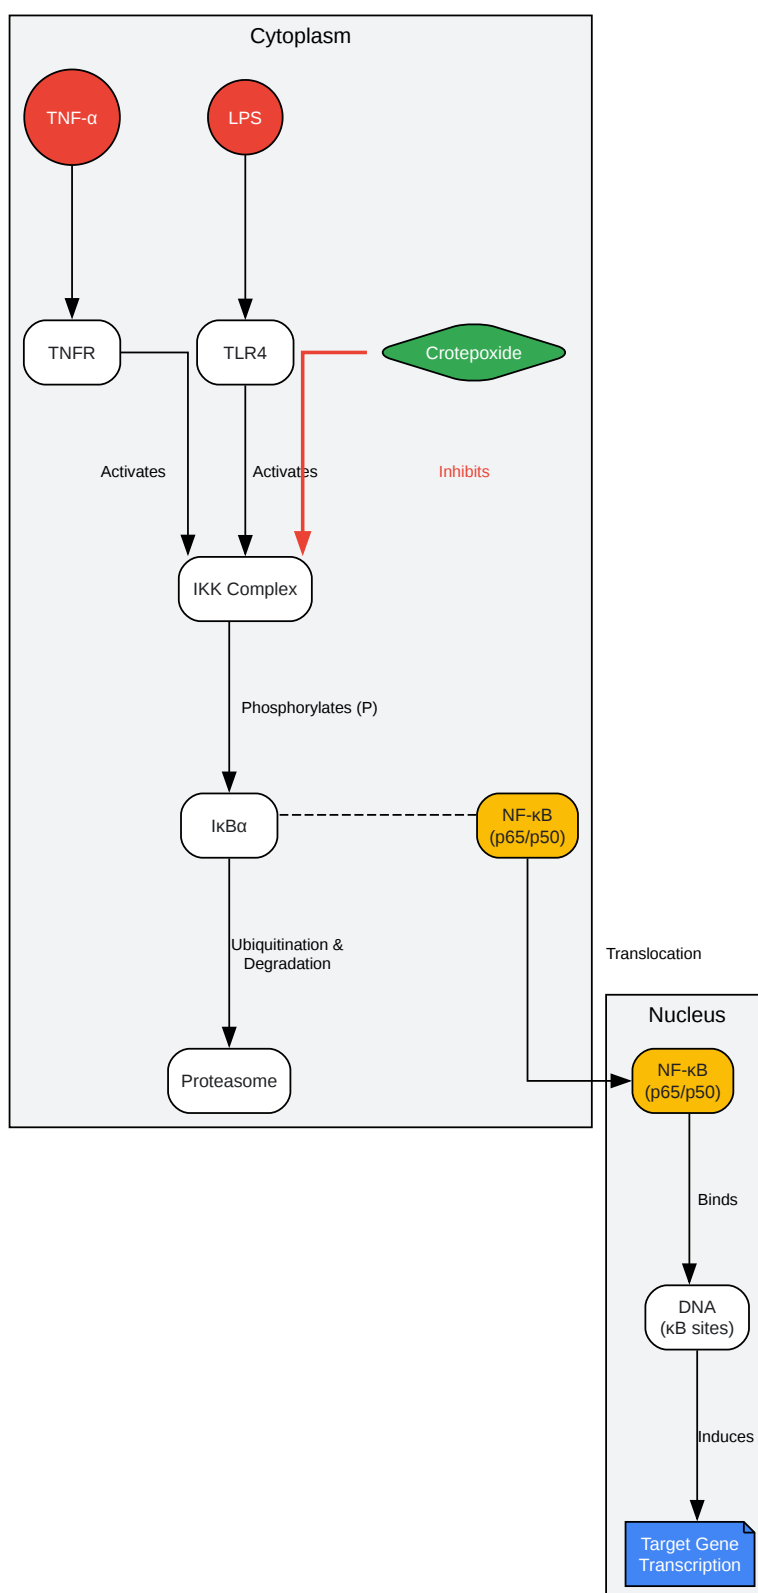 Cytoplasm
TNF-α
LPS
TNFR
TLR4
Crotepoxide
Activates
Activates
Inhibits
IKK Complex
Phosphorylates (P)
IκBα
NF-κB
(p65/p50)
Ubiquitination &
Degradation
Translocation
Proteasome
Nucleus
NF-κB
(p65/p50)
Binds
DNA
(κB sites)
Induces
Target Gene
Transcription